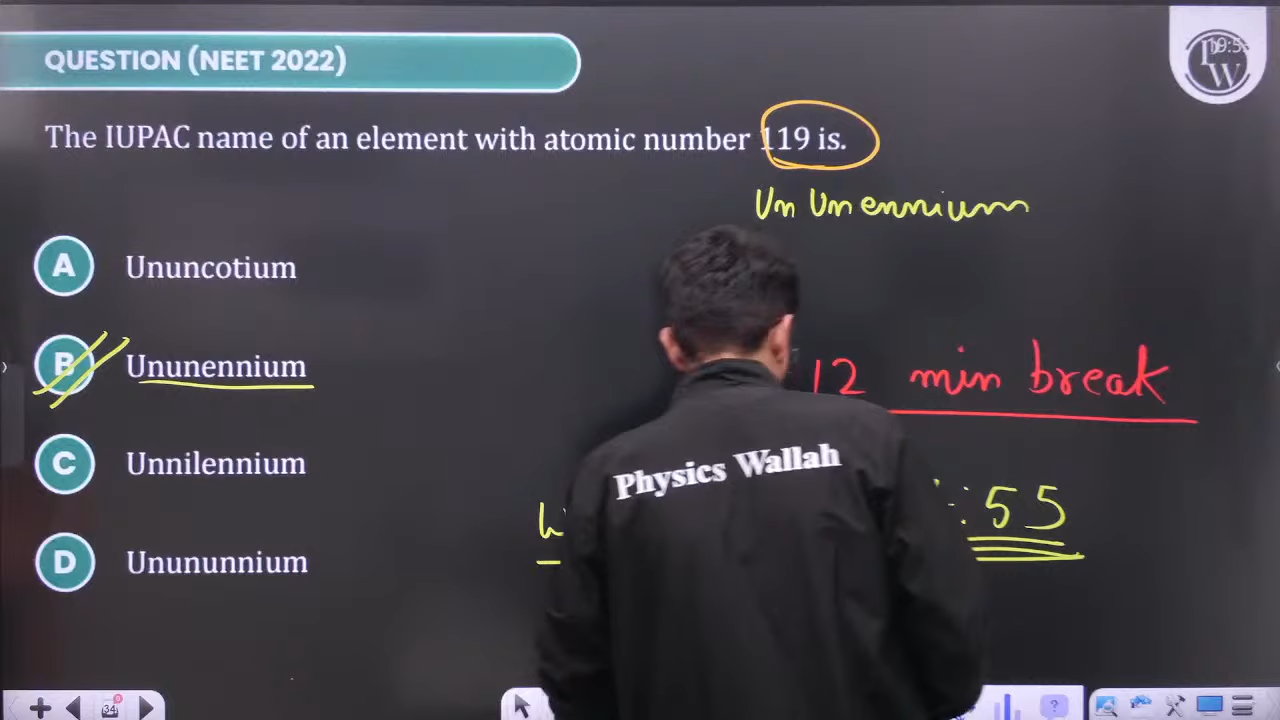 QUESTION (NEET 2022)
The IUPAC name of an element with atomic number 119 is.
Un Unennium
A Ununcotium
B Ununennium
12 min break
C Unnilennium
Physics Wallah
:55
D Unununnium
34